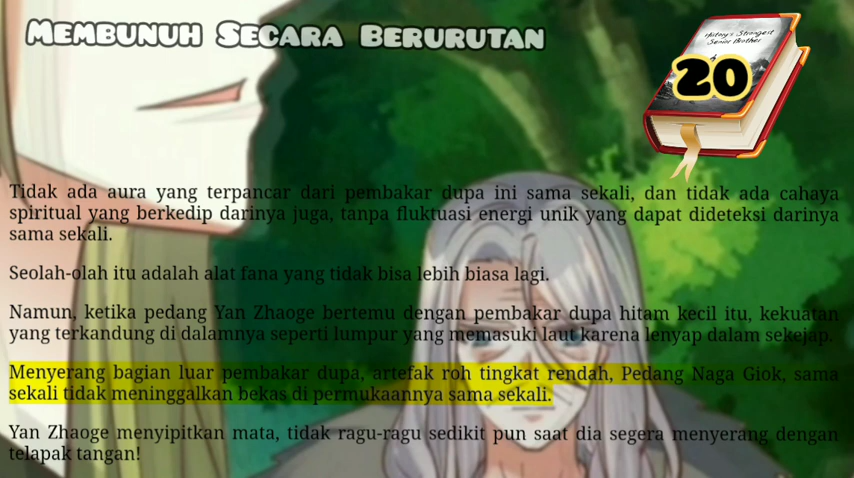 MEMBUNUH SECARA BERURUTAN
History's Strongest
Senior Brother
20
Tidak ada aura yang terpancar dari pembakar dupa ini sama sekali, dan tidak ada cahaya
spiritual yang berkedip darinya juga, tanpa fluktuasi energi unik yang dapat dideteksi darinya
sama sekali.
Seolah-olah itu adalah alat fana yang tidak bisa lebih biasa lagi.
Namun, ketika pedang Yan Zhaoge bertemu dengan pembakar dupa hitam kecil itu, kekuatan
yang terkandung di dalamnya seperti lumpur yang memasuki laut karena lenyap dalam sekejap.
Menyerang bagian luar pembakar dupa, artefak roh tingkat rendah, Pedang Naga Giok, sama
sekali tidak meninggalkan bekas di permukaannya sama sekali.
Yan Zhaoge menyipitkan mata, tidak ragu-ragu sedikit pun saat dia segera menyerang dengan
telapak tangan!